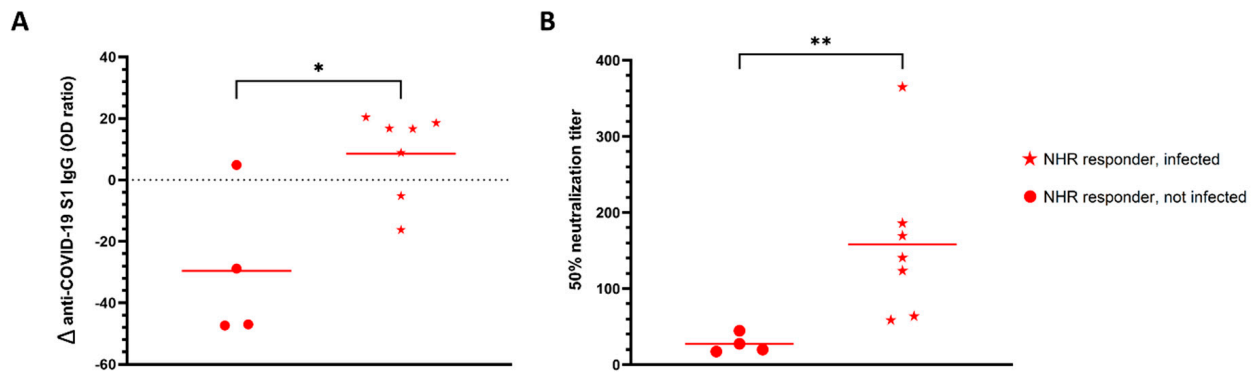 A
Δ anti-COVID-19 S1 IgG (OD ratio)
40
20
0
-20
-40
-60
*
B
50% neutralization titer
400
300
200
100
0
**
NHR responder, infected
NHR responder, not infected